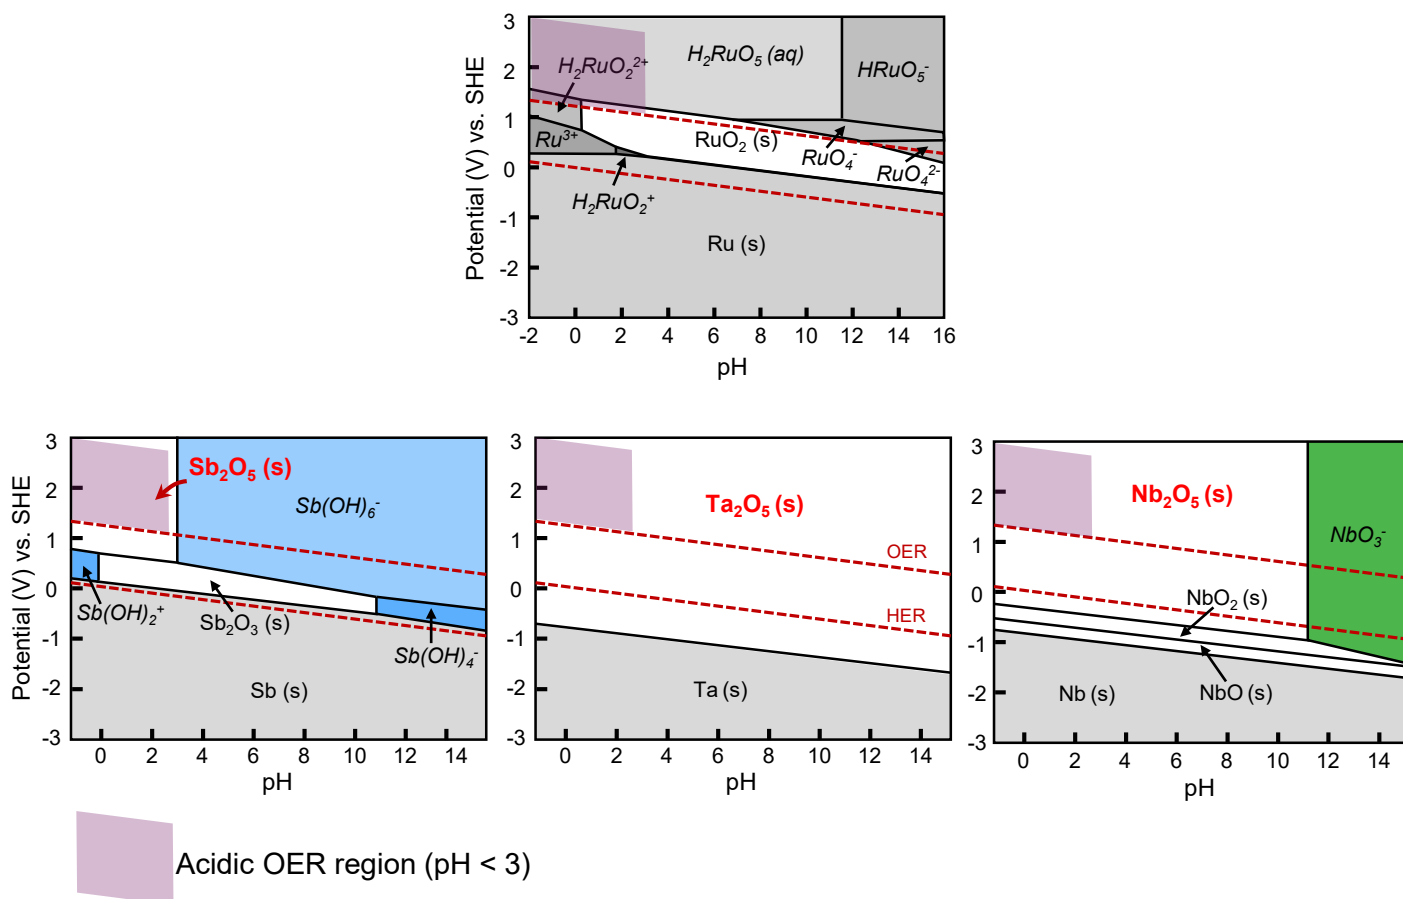 Potential (V) vs. SHE
3
2
1
0
-1
-2
-3
H₂RuO₂²⁺
H₂RuO₅ (aq)
HRuO₅⁻
Ru³⁺
RuO₂ (s)
RuO₄⁻
RuO₄²⁻
H₂RuO₂⁺
Ru (s)
-2 0 2 4 6 8 10 12 14 16
pH
Potential (V) vs. SHE
3
2
1
0
-1
-2
-3
Sb₂O₅ (s)
Sb(OH)₆⁻
Sb(OH)₂⁺
Sb₂O₃ (s)
Sb(OH)₄⁻
Sb (s)
0 2 4 6 8 10 12 14
pH
3
2
1
0
-1
-2
-3
Ta₂O₅ (s)
OER
HER
Ta (s)
0 2 4 6 8 10 12 14
pH
3
2
1
0
-1
-2
-3
Nb₂O₅ (s)
NbO₃⁻
NbO₂ (s)
NbO (s)
Nb (s)
0 2 4 6 8 10 12 14
pH
Acidic OER region (pH < 3)